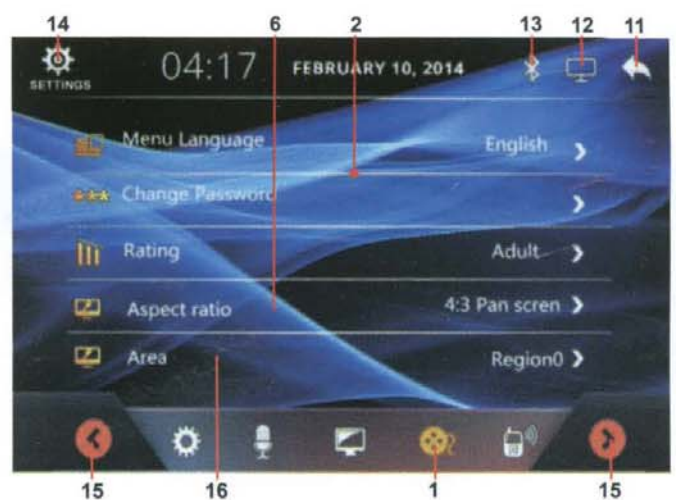 14 6 2 13 12 11
SETTINGS 04:17 FEBRUARY 10, 2014
Menu Language English
Change Password
Rating Adult
Aspect ratio 4:3 Pan scren
Area Region0
15 16 1 15